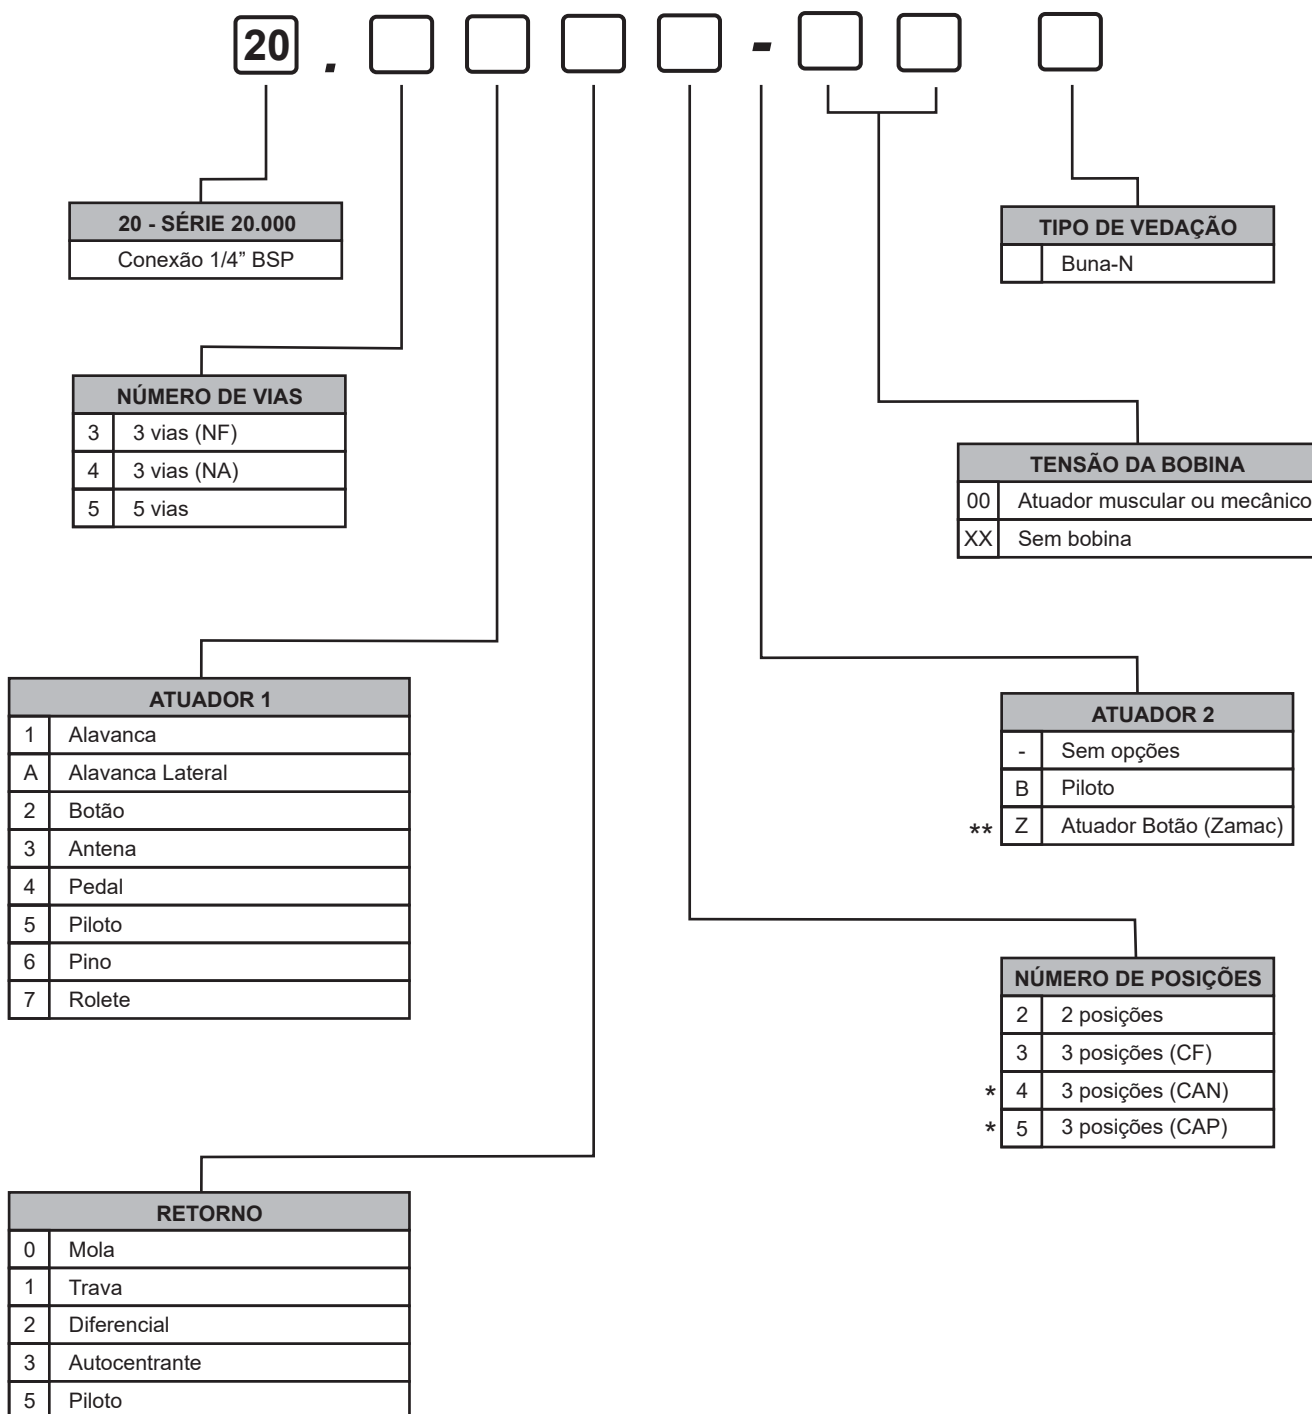 20 . -
20 - SÉRIE 20.000
Conexão 1/4” BSP
TIPO DE VEDAÇÃO
Buna-N
NÚMERO DE VIAS
3 3 vias (NF)
4 3 vias (NA)
5 5 vias
TENSÃO DA BOBINA
00 Atuador muscular ou mecânico
XX Sem bobina
ATUADOR 1
1 Alavanca
A Alavanca Lateral
2 Botão
3 Antena
4 Pedal
5 Piloto
6 Pino
7 Rolete
ATUADOR 2
- Sem opções
B Piloto
** Z Atuador Botão (Zamac)
NÚMERO DE POSIÇÕES
2 2 posições
3 3 posições (CF)
* 4 3 posições (CAN)
* 5 3 posições (CAP)
RETORNO
0 Mola
1 Trava
2 Diferencial
3 Autocentrante
5 Piloto